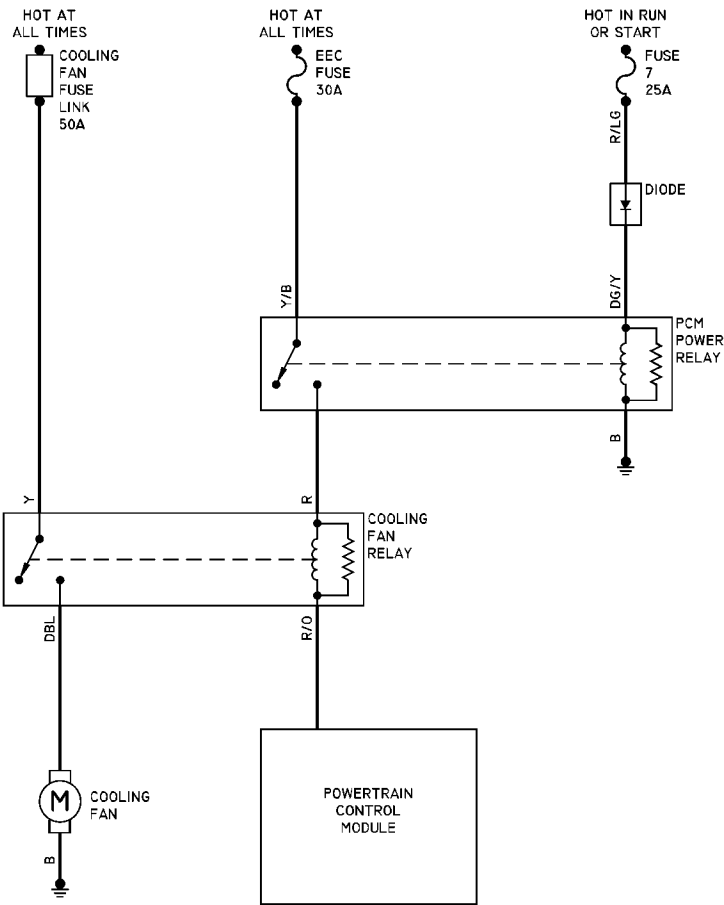 HOT AT
ALL TIMES
COOLING
FAN
FUSE
LINK
50A
HOT AT
ALL TIMES
EEC
FUSE
30A
HOT IN RUN
OR START
FUSE
7
25A
R/LG
DIODE
Y/B
DG/Y
PCM
POWER
RELAY
B
Y
R
COOLING
FAN
RELAY
DBL
R/O
M
COOLING
FAN
B
POWERTRAIN
CONTROL
MODULE